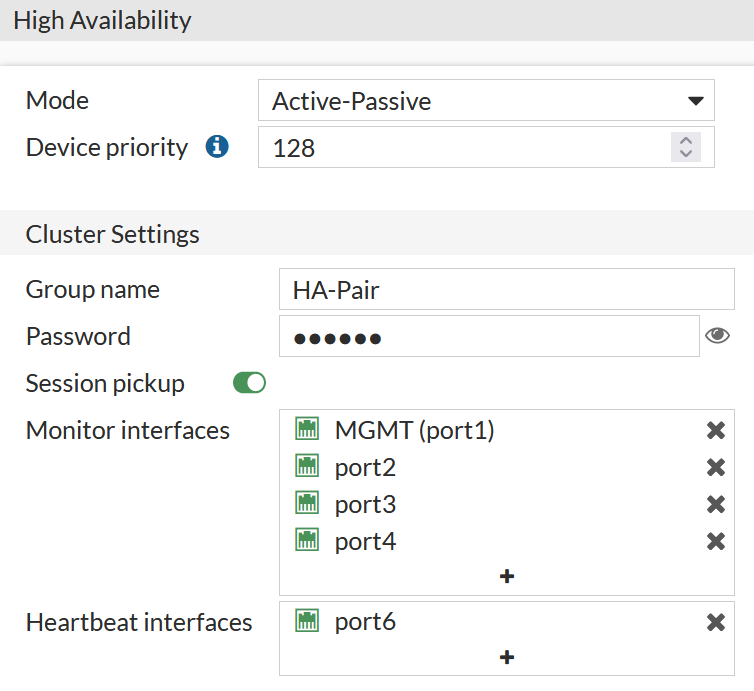 High Availability
Mode Active-Passive
Device priority 128
Cluster Settings
Group name HA-Pair
Password ●●●●●●
Session pickup
Monitor interfaces MGMT (port1)
port2
port3
port4
Heartbeat interfaces port6